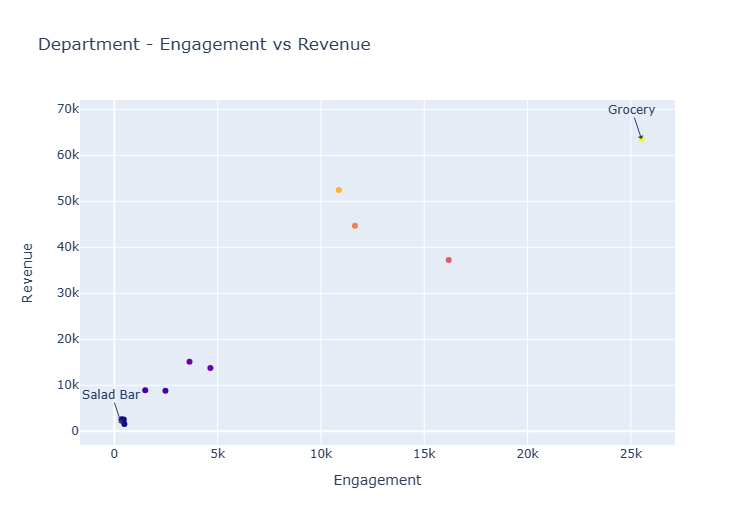 Department - Engagement vs Revenue
70k
60k
50k
40k
30k
20k
10k
0
Revenue
Grocery
Salad Bar
0
5k
10k
15k
20k
25k
Engagement